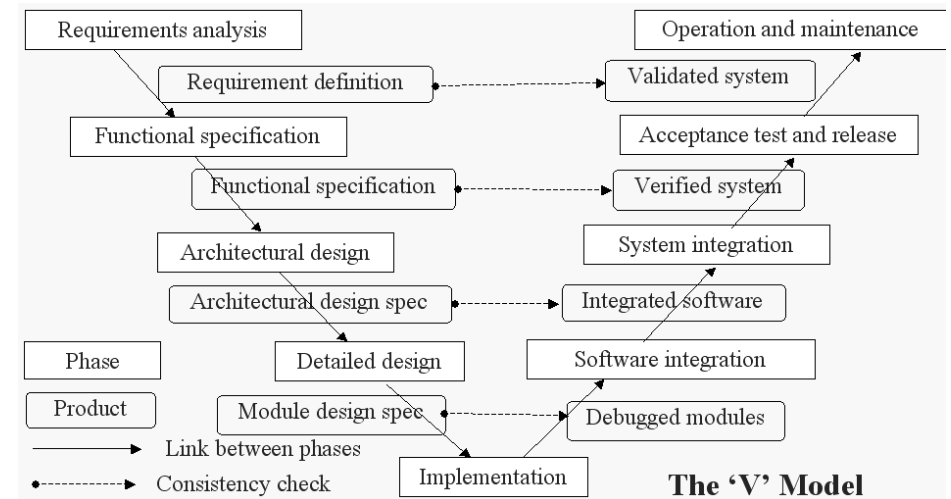 Requirements analysis
Operation and maintenance
Requirement definition
Validated system
Functional specification
Acceptance test and release
Functional specification
Verified system
Architectural design
System integration
Architectural design spec
Integrated software
Phase
Detailed design
Software integration
Product
Module design spec
Debugged modules
Link between phases
Implementation
Consistency check
The ‘V’ Model